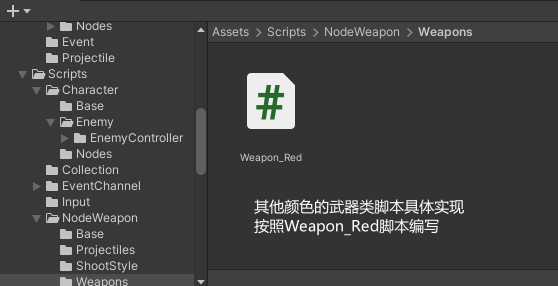 Nodes
Event
Projectile
Scripts
Character
Base
Enemy
EnemyController
Nodes
Collection
EventChannel
Input
NodeWeapon
Base
Projectiles
ShootStyle
Weapons
Assets > Scripts > NodeWeapon > Weapons
#
Weapon_Red
其他颜色的武器类脚本具体实现
按照Weapon_Red脚本编写